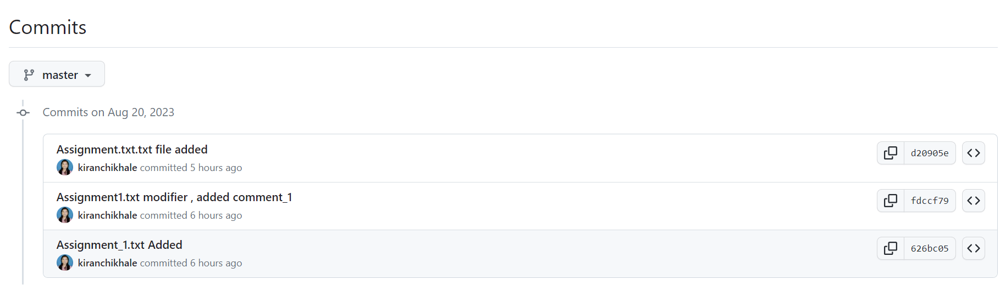 Commits
master
Commits on Aug 20, 2023
Assignment.txt.txt file added
kiranchikhale committed 5 hours ago
d20905e
Assignment1.txt modifier , added comment_1
kiranchikhale committed 6 hours ago
fdccf79
Assignment_1.txt Added
kiranchikhale committed 6 hours ago
626bc05